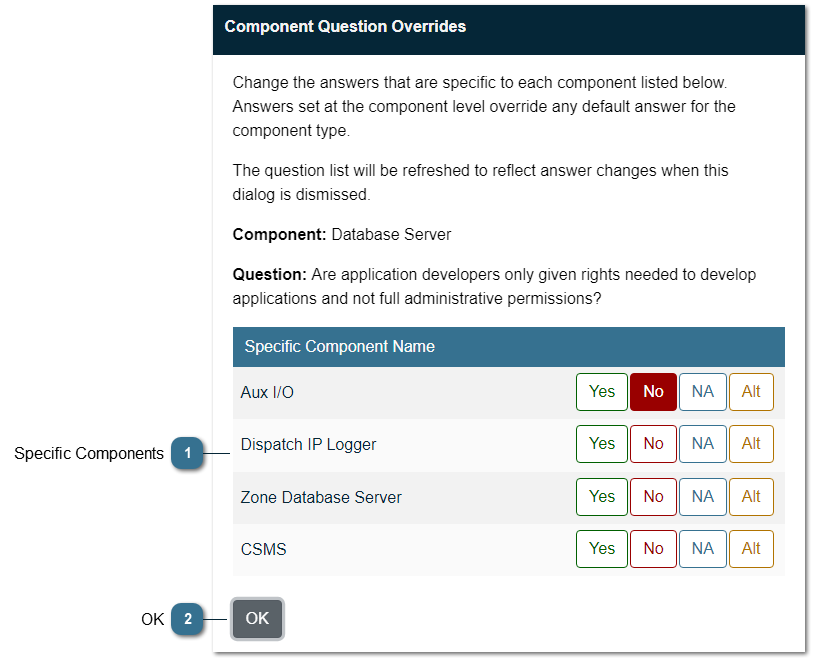 Component Question Overrides
Change the answers that are specific to each component listed below.
Answers set at the component level override any default answer for the
component type.
The question list will be refreshed to reflect answer changes when this
dialog is dismissed.
Component: Database Server
Question: Are application developers only given rights needed to develop
applications and not full administrative permissions?
Specific Component Name
Aux I/O Yes No NA Alt
Dispatch IP Logger Yes No NA Alt
Specific Components 1
Zone Database Server Yes No NA Alt
CSMS Yes No NA Alt
OK 2 OK